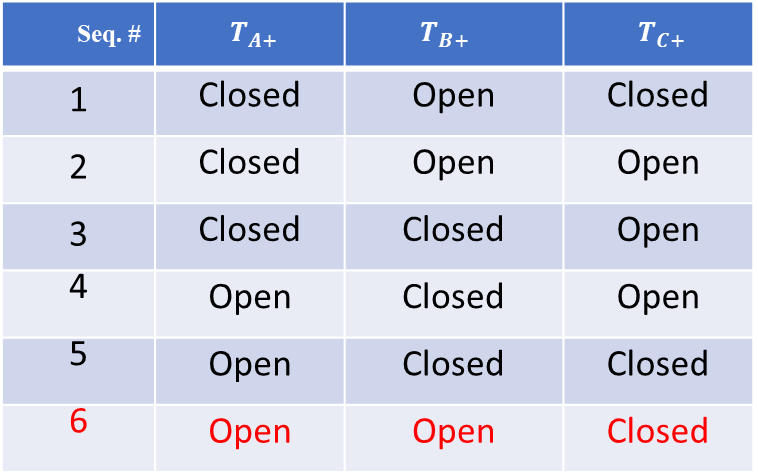 Seq. # T_{A+} T_{B+} T_{C+}
1 Closed Open Closed
2 Closed Open Open
3 Closed Closed Open
4 Open Closed Open
5 Open Closed Closed
6 Open Open Closed